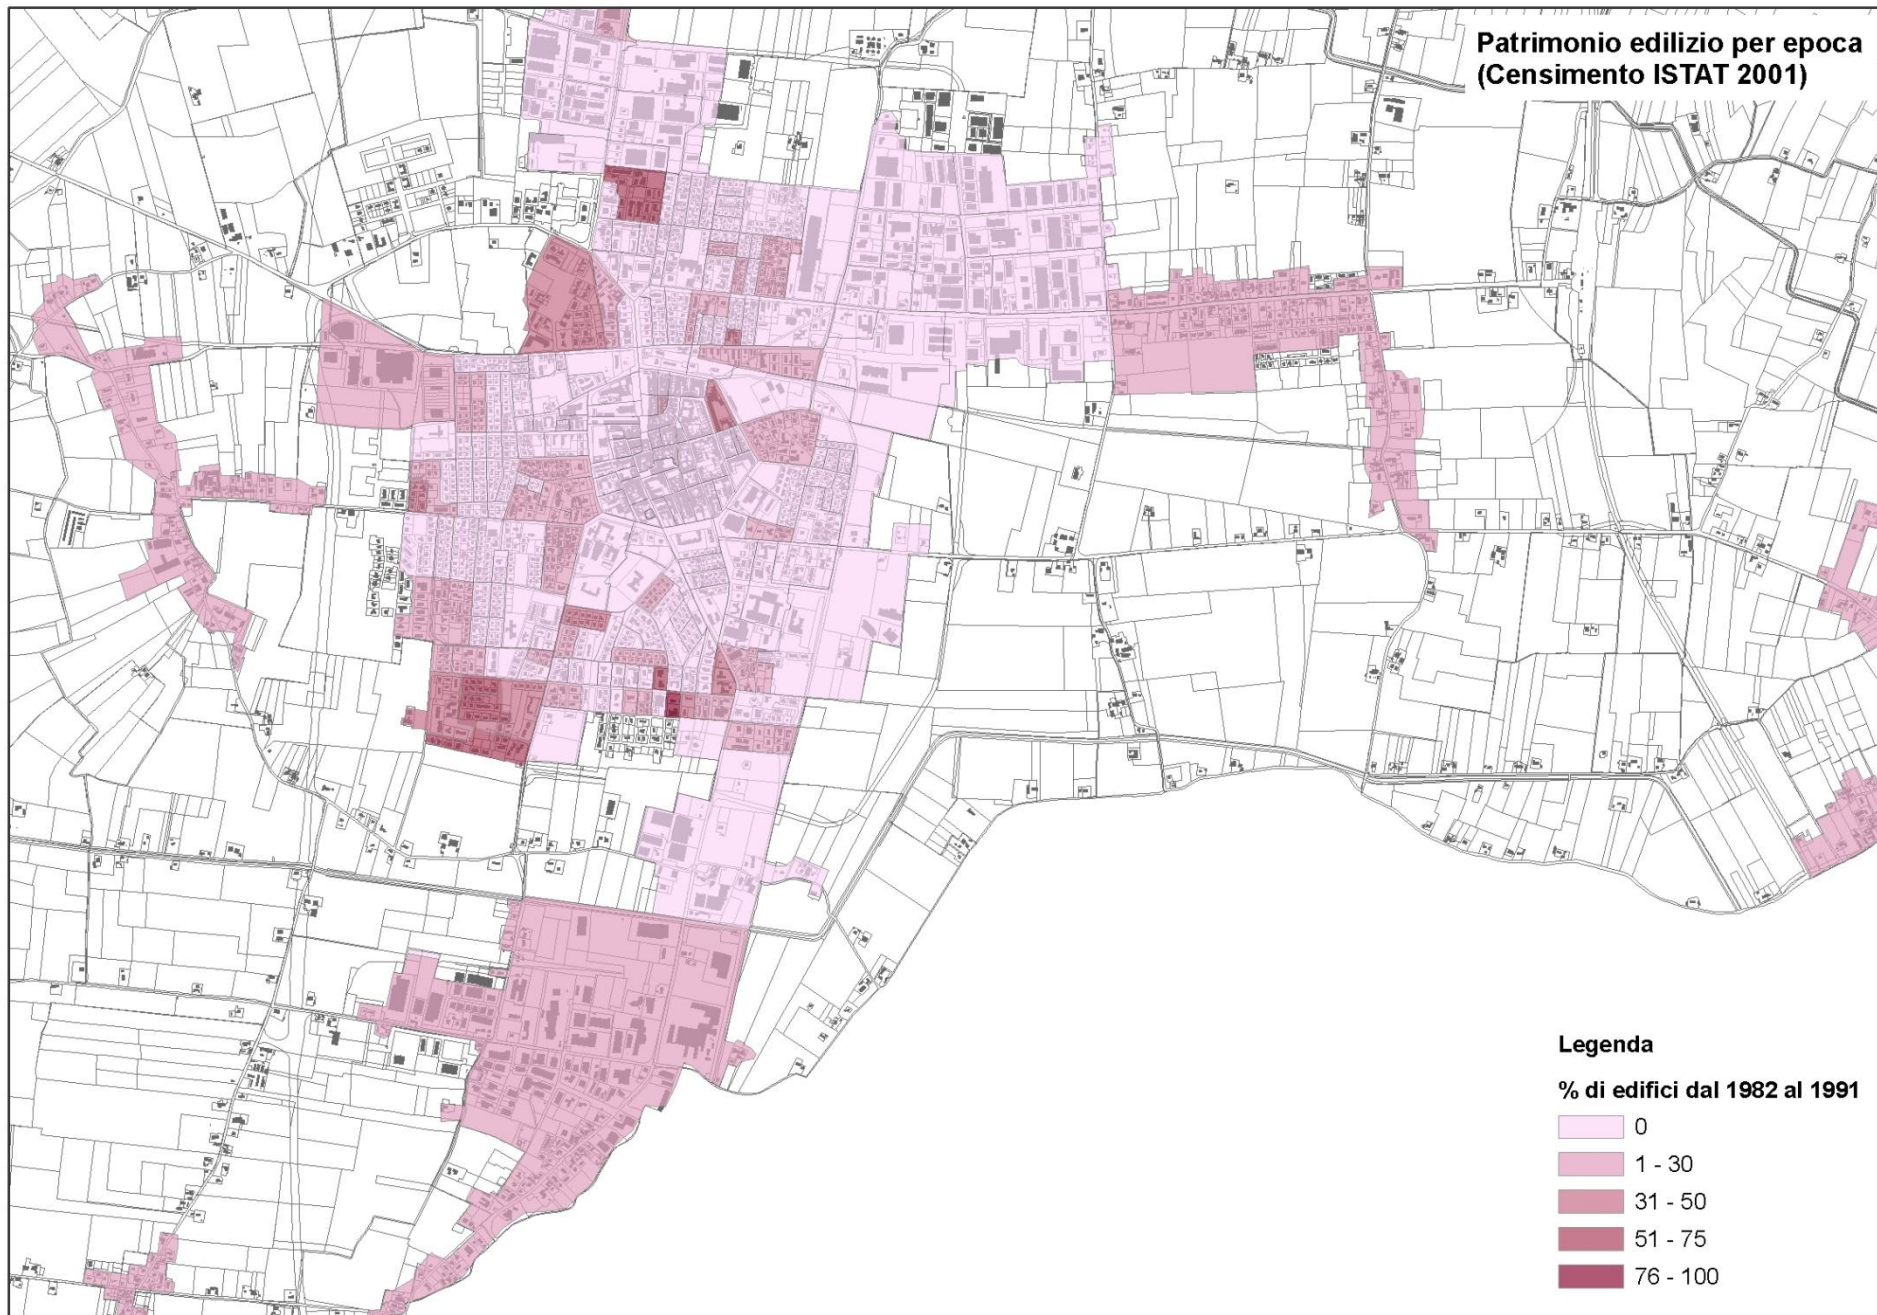 Patrimonio edilizio per epoca
(Censimento ISTAT 2001)
Legenda
% di edifici dal 1982 al 1991
0
1 - 30
31 - 50
51 - 75
76 - 100